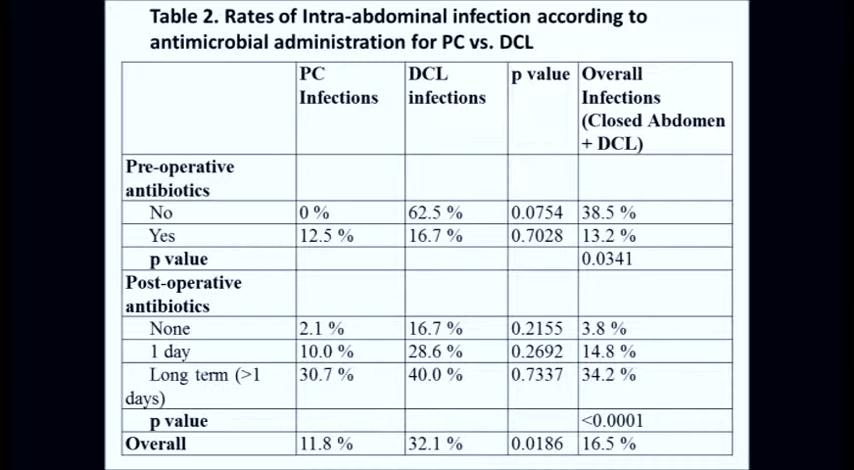 Table 2. Rates of Intra-abdominal infection according to
antimicrobial administration for PC vs. DCL
PC Infections DCL infections p value Overall Infections (Closed Abdomen + DCL)
Pre-operative antibiotics
No 0 % 62.5 % 0.0754 38.5 %
Yes 12.5 % 16.7 % 0.7028 13.2 %
p value 0.0341
Post-operative antibiotics
None 2.1 % 16.7 % 0.2155 3.8 %
1 day 10.0 % 28.6 % 0.2692 14.8 %
Long term (>1 days) 30.7 % 40.0 % 0.7337 34.2 %
p value <0.0001
Overall 11.8 % 32.1 % 0.0186 16.5 %